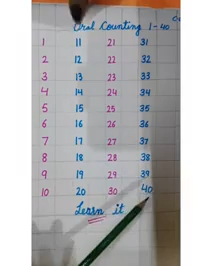 Oral Counting 1-40
1 11 21 31
2 12 22 32
3 13 23 33
4 14 24 34
5 15 25 35
6 16 26 36
7 17 27 37
8 18 28 38
9 19 29 39
10 20 30 40
Learn it